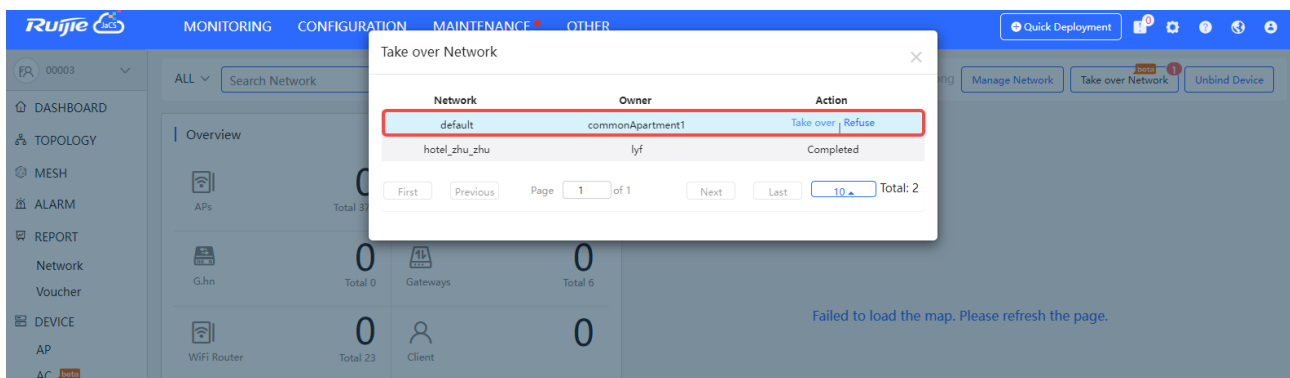 Ruijie JaCS MONITORING CONFIGURATION MAINTENANCE OTHER Quick Deployment 0
FR 00003
ALL Search Network Manage Network Take over Network beta 1 Unbind Device
DASHBOARD
TOPOLOGY
MESH
ALARM
REPORT
Network
Voucher
DEVICE
AP
AC beta
Overview
0
APs Total 37
0 0
G.hn Total 0 Gateways Total 6
0 0
WiFi Router Total 23 Client
Take over Network
Network Owner Action
default commonApartment1 Take over Refuse
hotel_zhu_zhu lyf Completed
First Previous Page 1 of 1 Next Last 10 Total: 2
Failed to load the map. Please refresh the page.